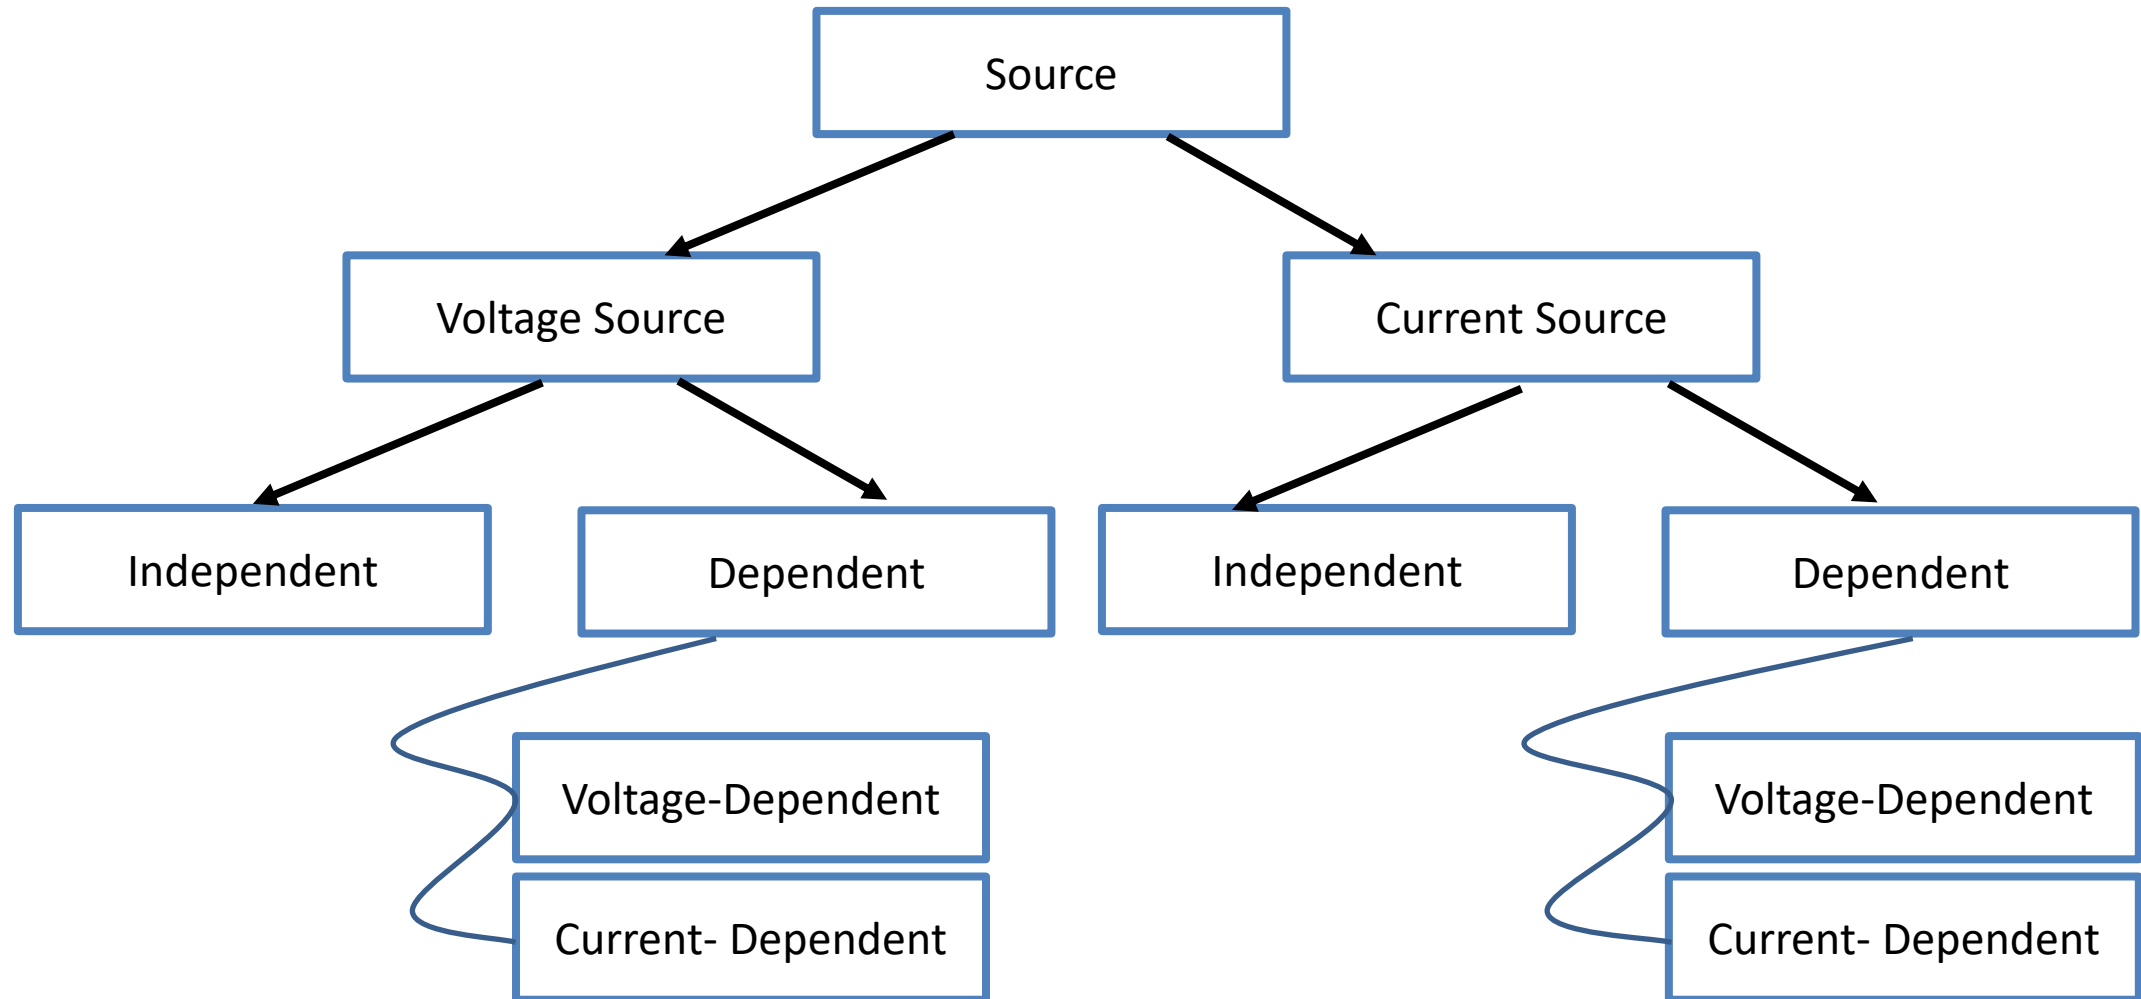 Source
Voltage Source
Current Source
Independent
Dependent
Independent
Dependent
Voltage-Dependent
Voltage-Dependent
Current- Dependent
Current- Dependent